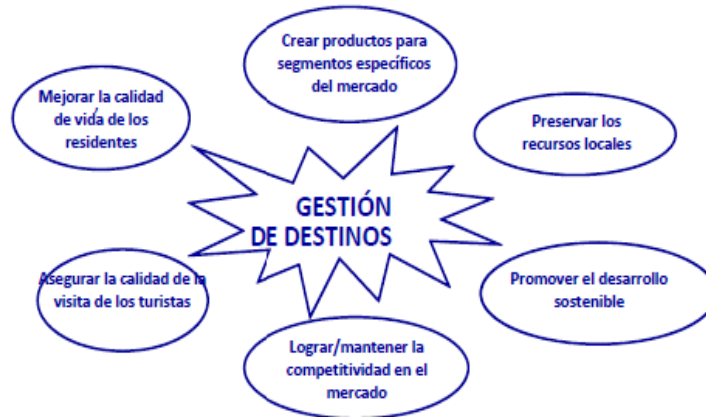 Crear productos para
segmentos específicos
del mercado
Mejorar la calidad
de vida de los
residentes
Preservar los
recursos locales
GESTIÓN
DE DESTINOS
Asegurar la calidad de la
visita de los turistas
Promover el desarrollo
sostenible
Lograr/mantener la
competitividad en el
mercado